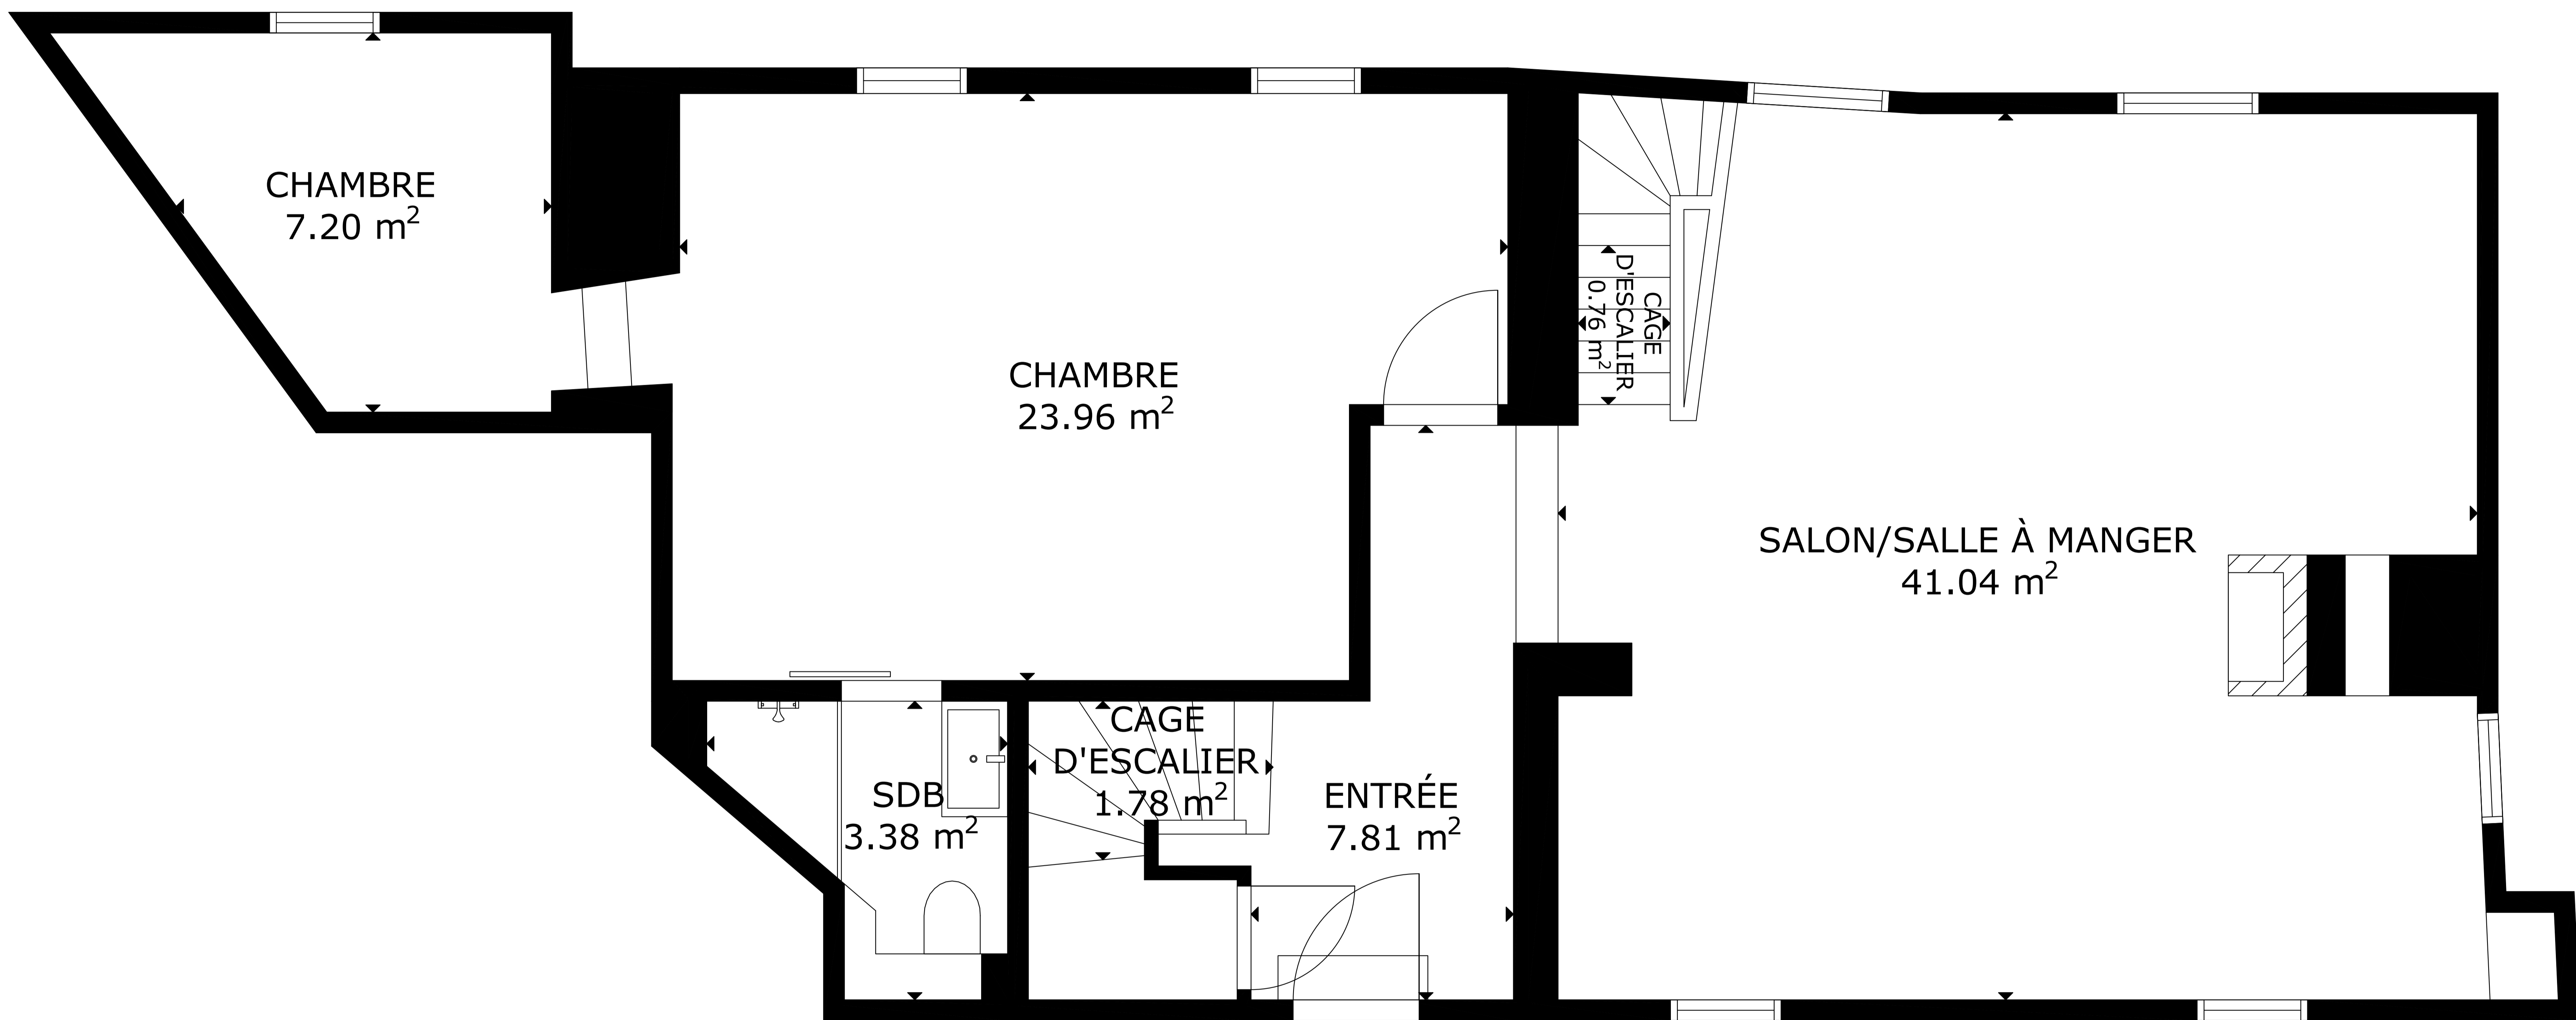 CHAMBRE
7.20 m²
CHAMBRE
23.96 m²
CAGE
D'ESCALIER
0.76 m²
SALON/SALLE À MANGER
41.04 m²
CAGE
D'ESCALIER
1.78 m²
SDB
3.38 m²
ENTRÉE
7.81 m²